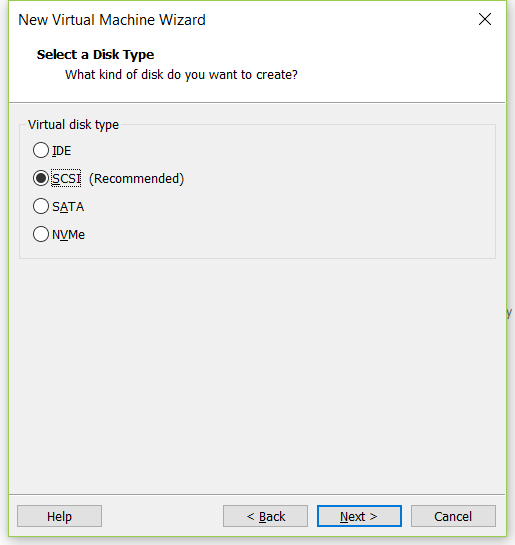 New Virtual Machine Wizard
Select a Disk Type
What kind of disk do you want to create?
Virtual disk type
IDE
SCSI (Recommended)
SATA
NVMe
y
Help < Back Next > Cancel